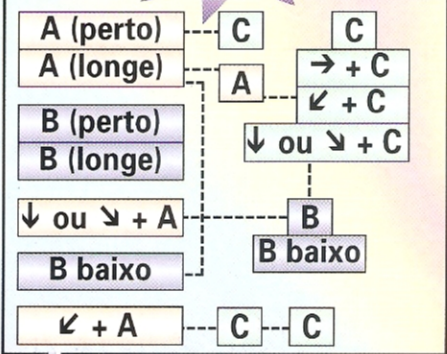 A (perto) C C
A (longe) A → + C
↙ + C
B (perto) ↓ ou ↘ + C
B (longe)
↓ ou ↘ + A B
B baixo B baixo
↙ + A C C